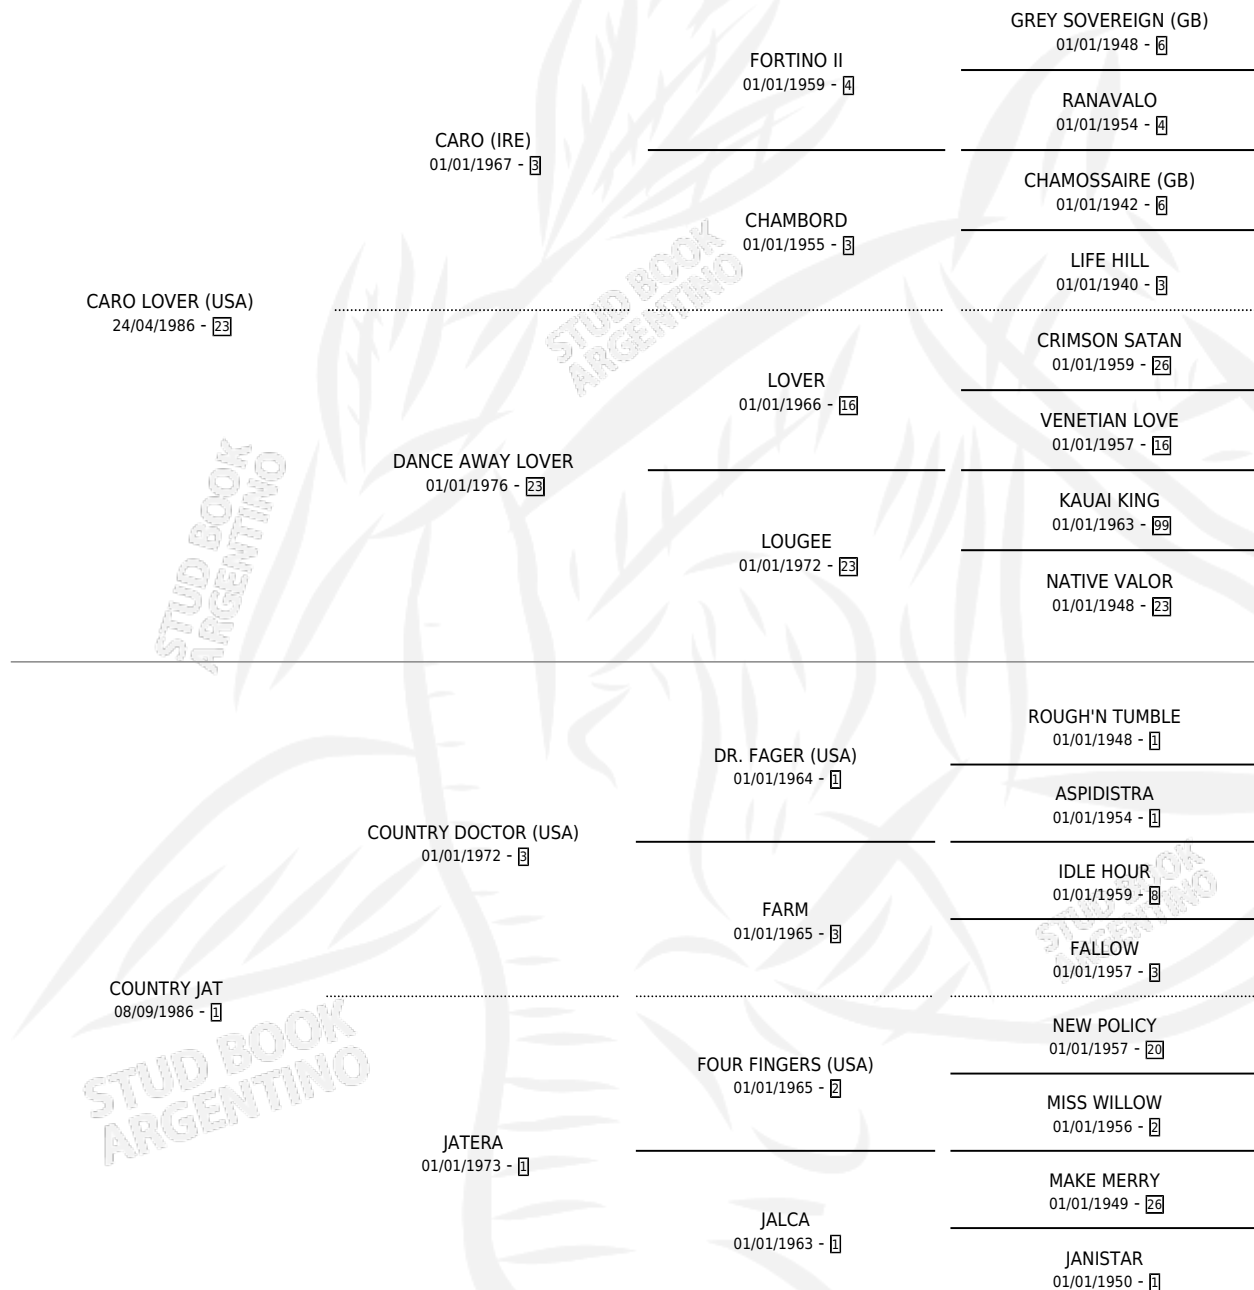 GREY SOVEREIGN (GB)
01/01/1948 - 6
FORTINO II
01/01/1959 - 4
RANAVALO
01/01/1954 - 4
CARO (IRE)
01/01/1967 - 3
CHAMOSSAIRE (GB)
01/01/1942 - 6
CHAMBORD
01/01/1955 - 3
LIFE HILL
01/01/1940 - 3
CARO LOVER (USA)
24/04/1986 - 23
CRIMSON SATAN
01/01/1959 - 26
LOVER
01/01/1966 - 16
VENETIAN LOVE
01/01/1957 - 16
DANCE AWAY LOVER
01/01/1976 - 23
KAUAI KING
01/01/1963 - 99
LOUGEE
01/01/1972 - 23
NATIVE VALOR
01/01/1948 - 23
ROUGH'N TUMBLE
01/01/1948 - 1
DR. FAGER (USA)
01/01/1964 - 1
ASPIDISTRA
01/01/1954 - 1
COUNTRY DOCTOR (USA)
01/01/1972 - 3
IDLE HOUR
01/01/1959 - 8
FARM
01/01/1965 - 3
FALLOW
01/01/1957 - 3
COUNTRY JAT
08/09/1986 - 1
NEW POLICY
01/01/1957 - 20
FOUR FINGERS (USA)
01/01/1965 - 2
MISS WILLOW
01/01/1956 - 2
JATERA
01/01/1973 - 1
MAKE MERRY
01/01/1949 - 26
JALCA
01/01/1963 - 1
JANISTAR
01/01/1950 - 1
STUD BOOK
ARGENTINO
STUD BOOK
ARGENTINO
STUD BOOK
ARGENTINO
STUD BOOK
ARGENTINO